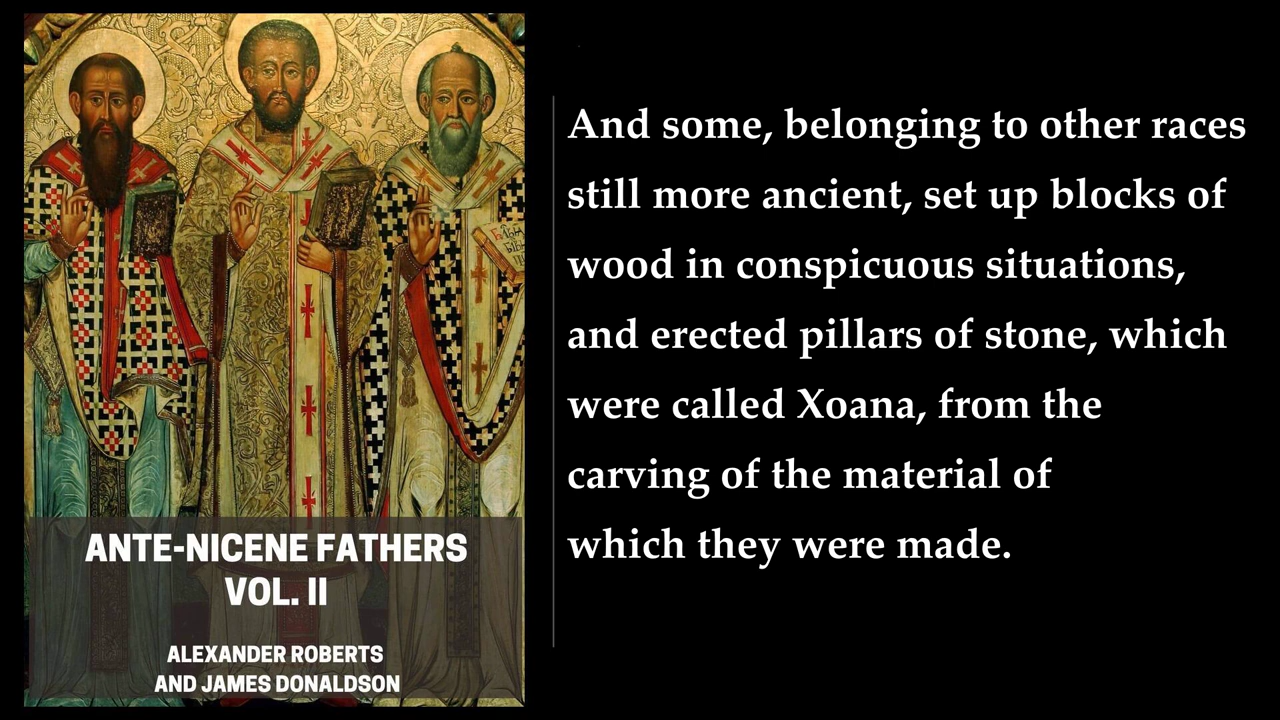 ANTE-NICENE FATHERS
VOL. II
ALEXANDER ROBERTS
AND JAMES DONALDSON
And some, belonging to other races
still more ancient, set up blocks of
wood in conspicuous situations,
and erected pillars of stone, which
were called Xoana, from the
carving of the material of
which they were made.